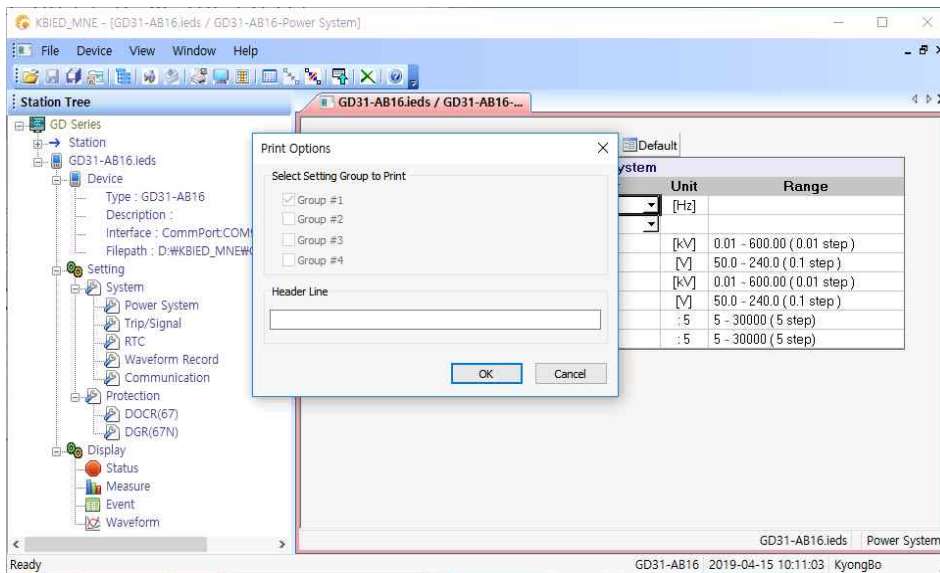 KBIED_MNE - [GD31-AB16.ieds / GD31-AB16-Power System]
File Device View Window Help
Station Tree
GD31-AB16.ieds / GD31-AB16-...
GD Series
Station
GD31-AB16.ieds
Device
Type : GD31-AB16
Description :
Interface : CommPort:COM
Filepath : D:₩KBIED_MNE₩
Setting
System
Power System
Trip/Signal
RTC
Waveform Record
Communication
Protection
DOCR(67)
DGR(67N)
Display
Status
Measure
Event
Waveform
Print Options
Select Setting Group to Print
Group #1
Group #2
Group #3
Group #4
Header Line
OK Cancel
Default
ystem
Unit Range
[Hz]
[kV] 0.01 - 600.00 ( 0.01 step )
[V] 50.0 - 240.0 ( 0.1 step )
[kV] 0.01 - 600.00 ( 0.01 step )
[V] 50.0 - 240.0 ( 0.1 step )
: 5 5 - 30000 ( 5 step)
: 5 5 - 30000 ( 5 step)
GD31-AB16.ieds Power System
Ready GD31-AB16 2019-04-15 10:11:03 KyongBo